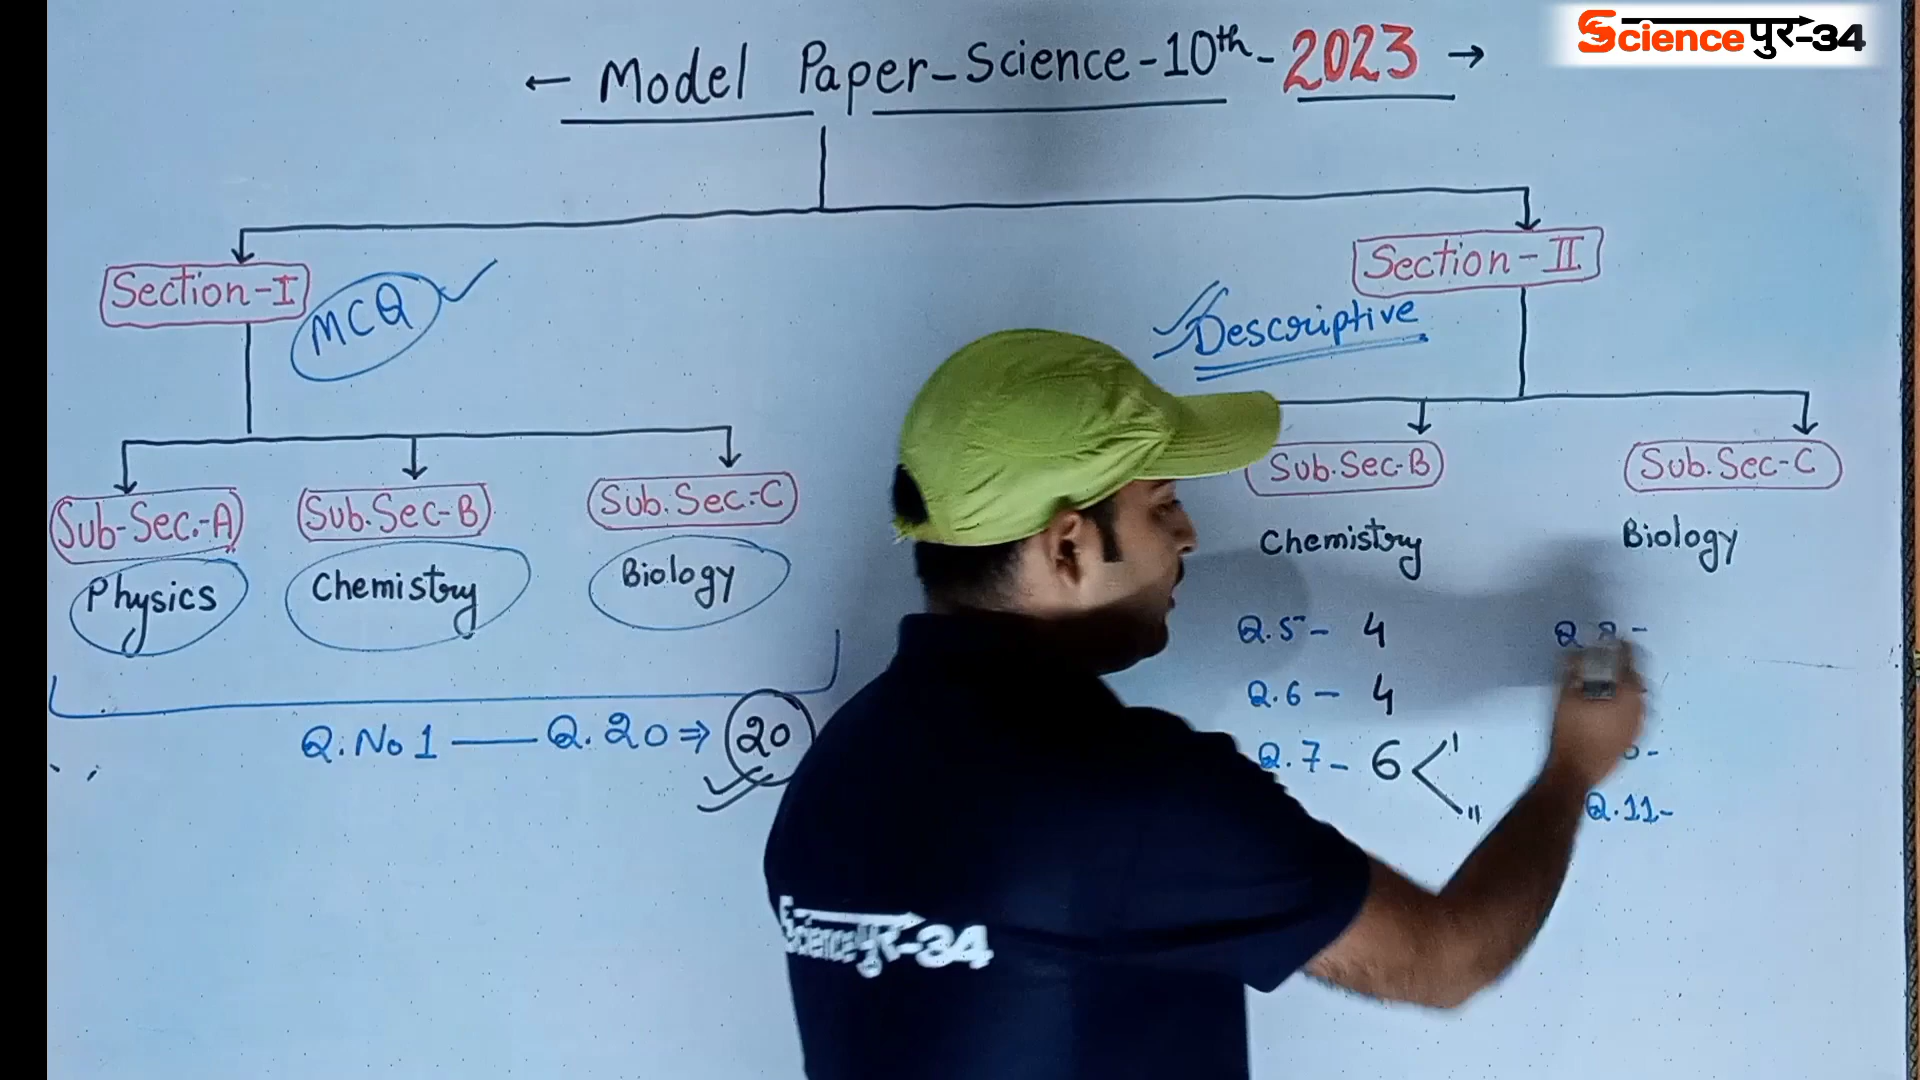 ← Model Paper-Science-10th-2023 →
Scienceपुर-34
Section-I
MCQ
Section-II
Descriptive
Sub-Sec.-A
Physics
Sub.Sec-B
Chemistry
Sub.Sec.-C
Biology
Q.No 1 — Q.20 ⇒ 20
Sub.Sec-B
Chemistry
Q.5- 4
Q.6- 4
Q.7- 6 < ' "
Sub.Sec-C
Biology
Q.11-
Scienceपुर-34